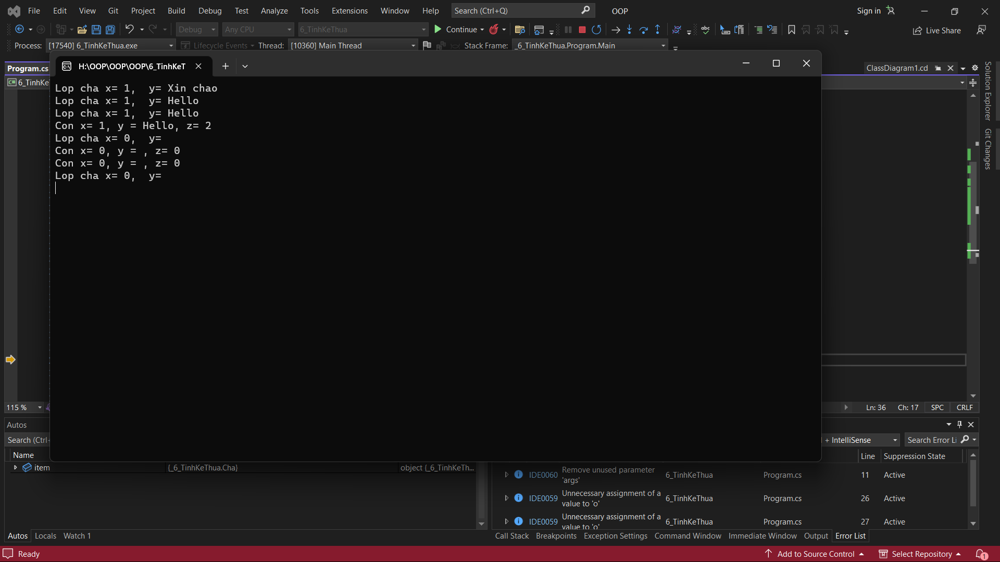 File Edit View Git Project Build Debug Test Analyze Tools Extensions Window Help Search (Ctrl+Q) OOP Sign in
Debug Any CPU 6_TinhKeThua Continue Live Share
Process: [17540] 6_TinhKeThua.exe Lifecycle Events Thread: [10360] Main Thread Stack Frame: _6_TinhKeThua.Program.Main
Program.cs H:\OOP\OOP\OOP\6_TinhKeT ClassDiagram1.cd
6_TinhKe
Solution Explorer
Git Changes
Lop cha x= 1,  y= Xin chao
Lop cha x= 1,  y= Hello
Lop cha x= 1,  y= Hello
Con x= 1, y = Hello, z= 2
Lop cha x= 0,  y=
Con x= 0, y = , z= 0
Con x= 0, y = , z= 0
Lop cha x= 0,  y=
115 % Ln: 36 Ch: 17 SPC CRLF
Autos
Search (Ctrl+
Name
item {_6_TinhKeThua.Cha} object {_6_TinhKeTh...
Autos Locals Watch 1
+ IntelliSense Search Error Li
Line Suppression State
IDE0060 Remove unused parameter 'args' 6_TinhKeThua Program.cs 11 Active
IDE0059 Unnecessary assignment of a value to 'o' 6_TinhKeThua Program.cs 26 Active
IDE0059 Unnecessary assignment of a value to 'o' 6_TinhKeThua Program.cs 27 Active
Call Stack Breakpoints Exception Settings Command Window Immediate Window Output Error List
Ready Add to Source Control Select Repository 1